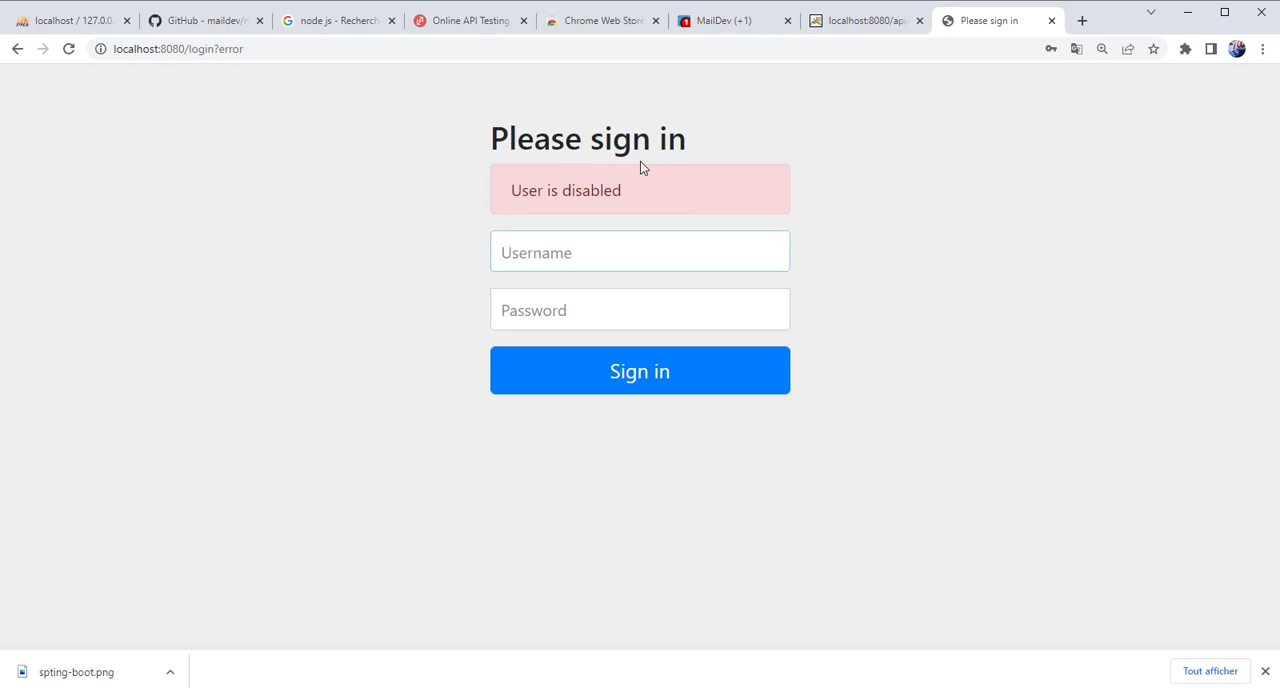 localhost / 127.0.0.
GitHub - maildev/
node js - Recherch
Online API Testing
Chrome Web Store
MailDev (+1)
localhost:8080/api
Please sign in
localhost:8080/login?error
Please sign in
User is disabled
Username
Password
Sign in
spting-boot.png
Tout afficher